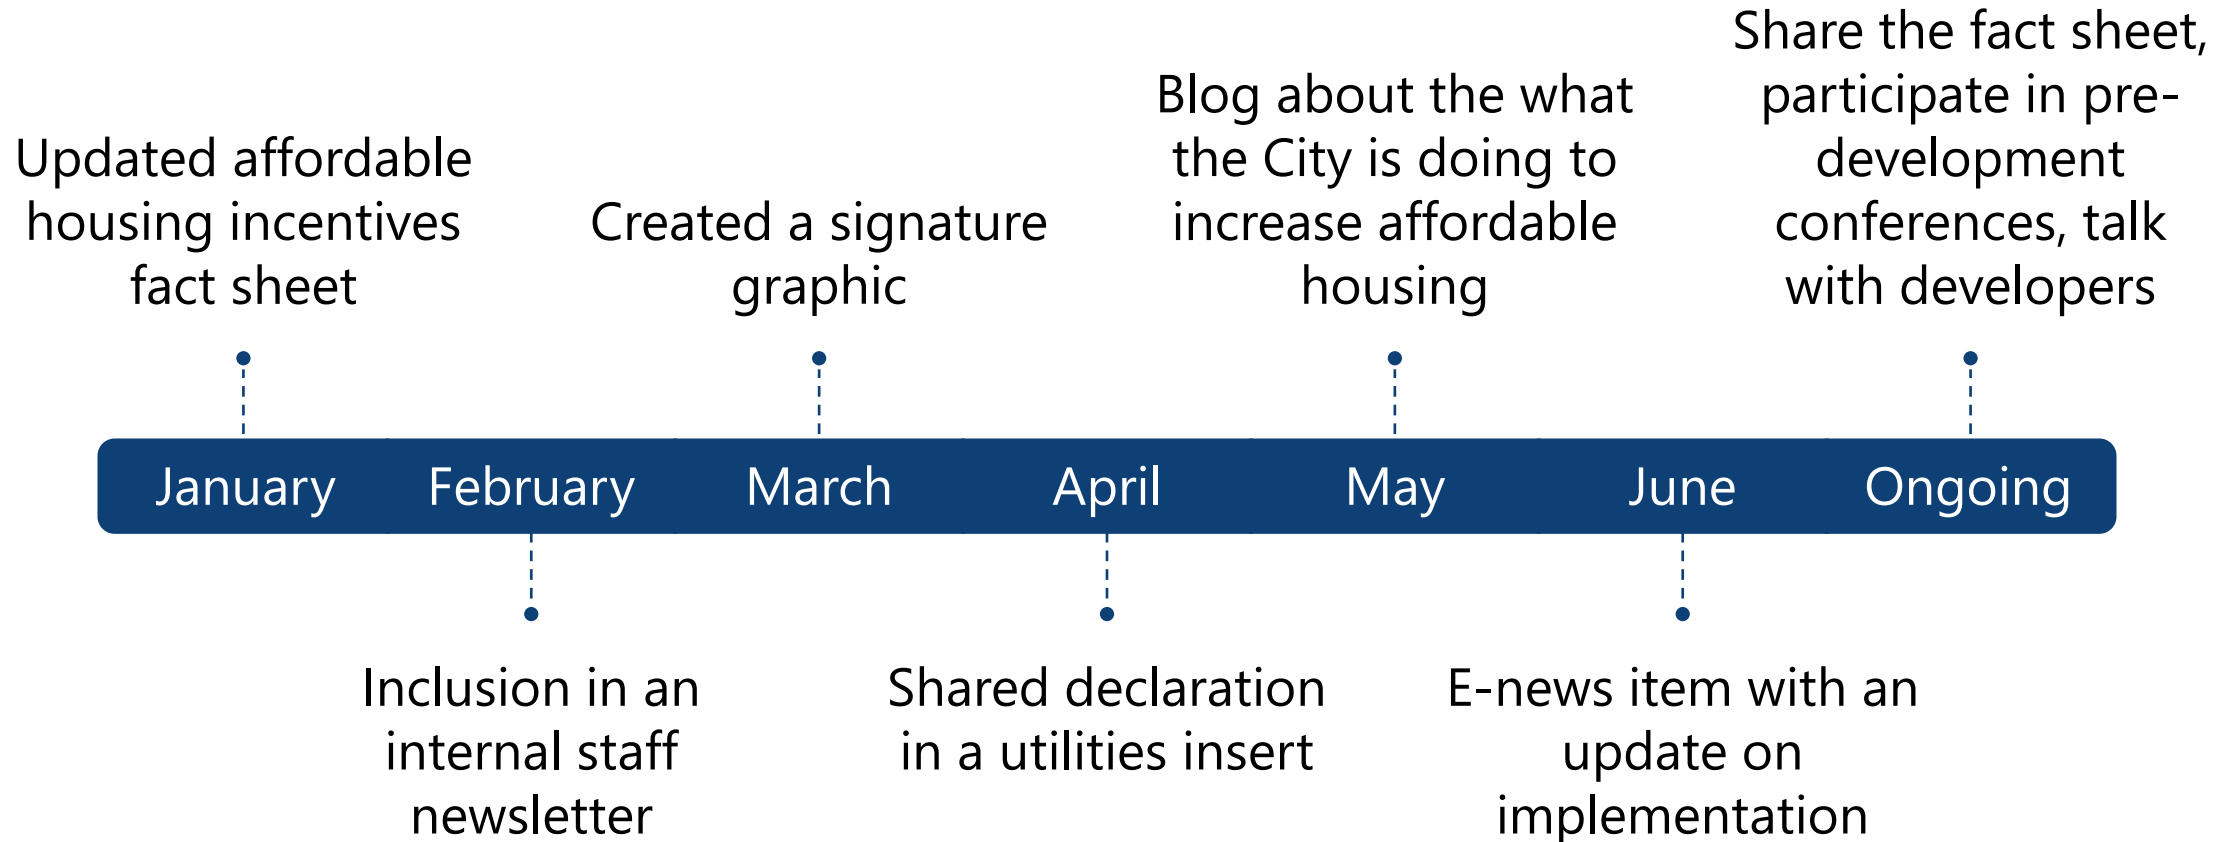 Updated affordable
housing incentives
fact sheet
Created a signature
graphic
Blog about the what
the City is doing to
increase affordable
housing
Share the fact sheet,
participate in pre-
development
conferences, talk
with developers
January
February
March
April
May
June
Ongoing
Inclusion in an
internal staff
newsletter
Shared declaration
in a utilities insert
E-news item with an
update on
implementation